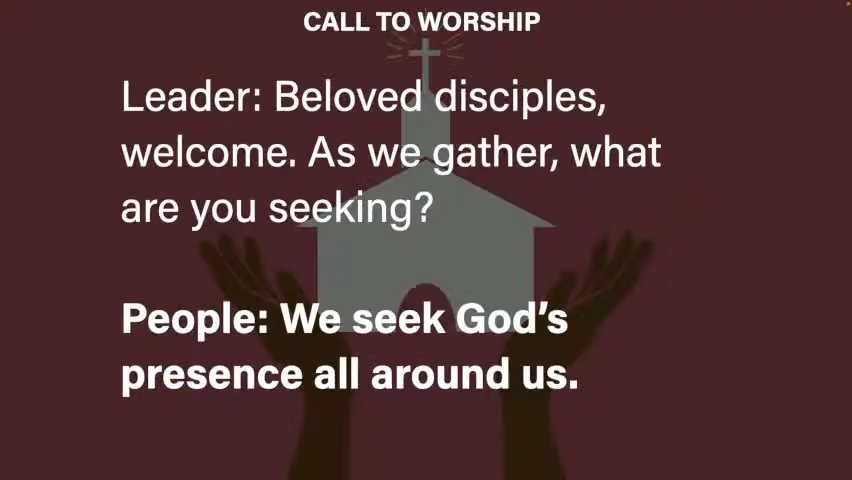 CALL TO WORSHIP
Leader: Beloved disciples,
welcome. As we gather, what
are you seeking?
People: We seek God’s
presence all around us.